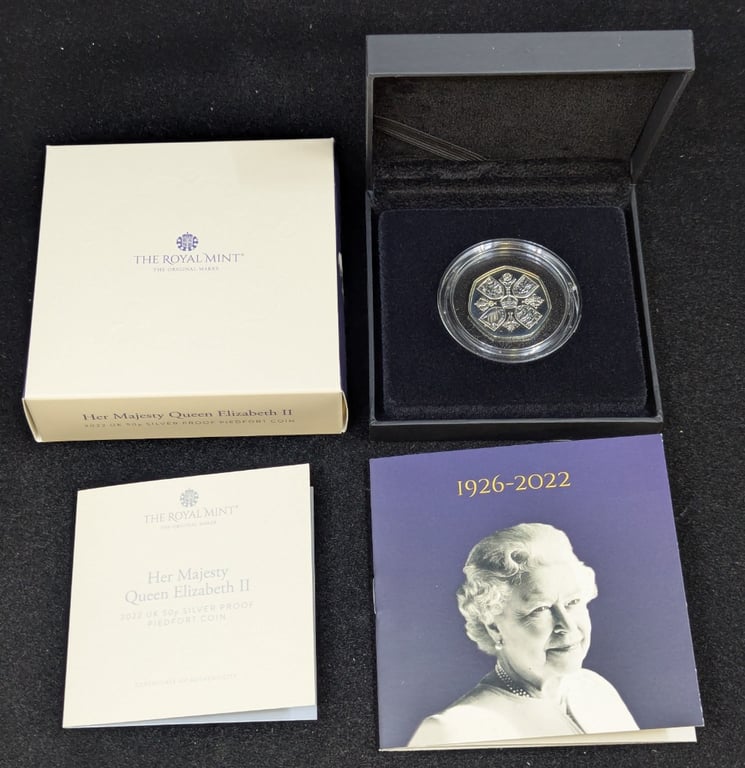 THE ROYAL MINT®
THE ORIGINAL MAKER
Her Majesty Queen Elizabeth II
2022 UK 50p SILVER PROOF PIEDFORT COIN
THE ROYAL MINT®
THE ORIGINAL MAKER
Her Majesty
Queen Elizabeth II
2022 UK 50p SILVER PROOF
PIEDFORT COIN
CERTIFICATE OF AUTHENTICITY
1926-2022